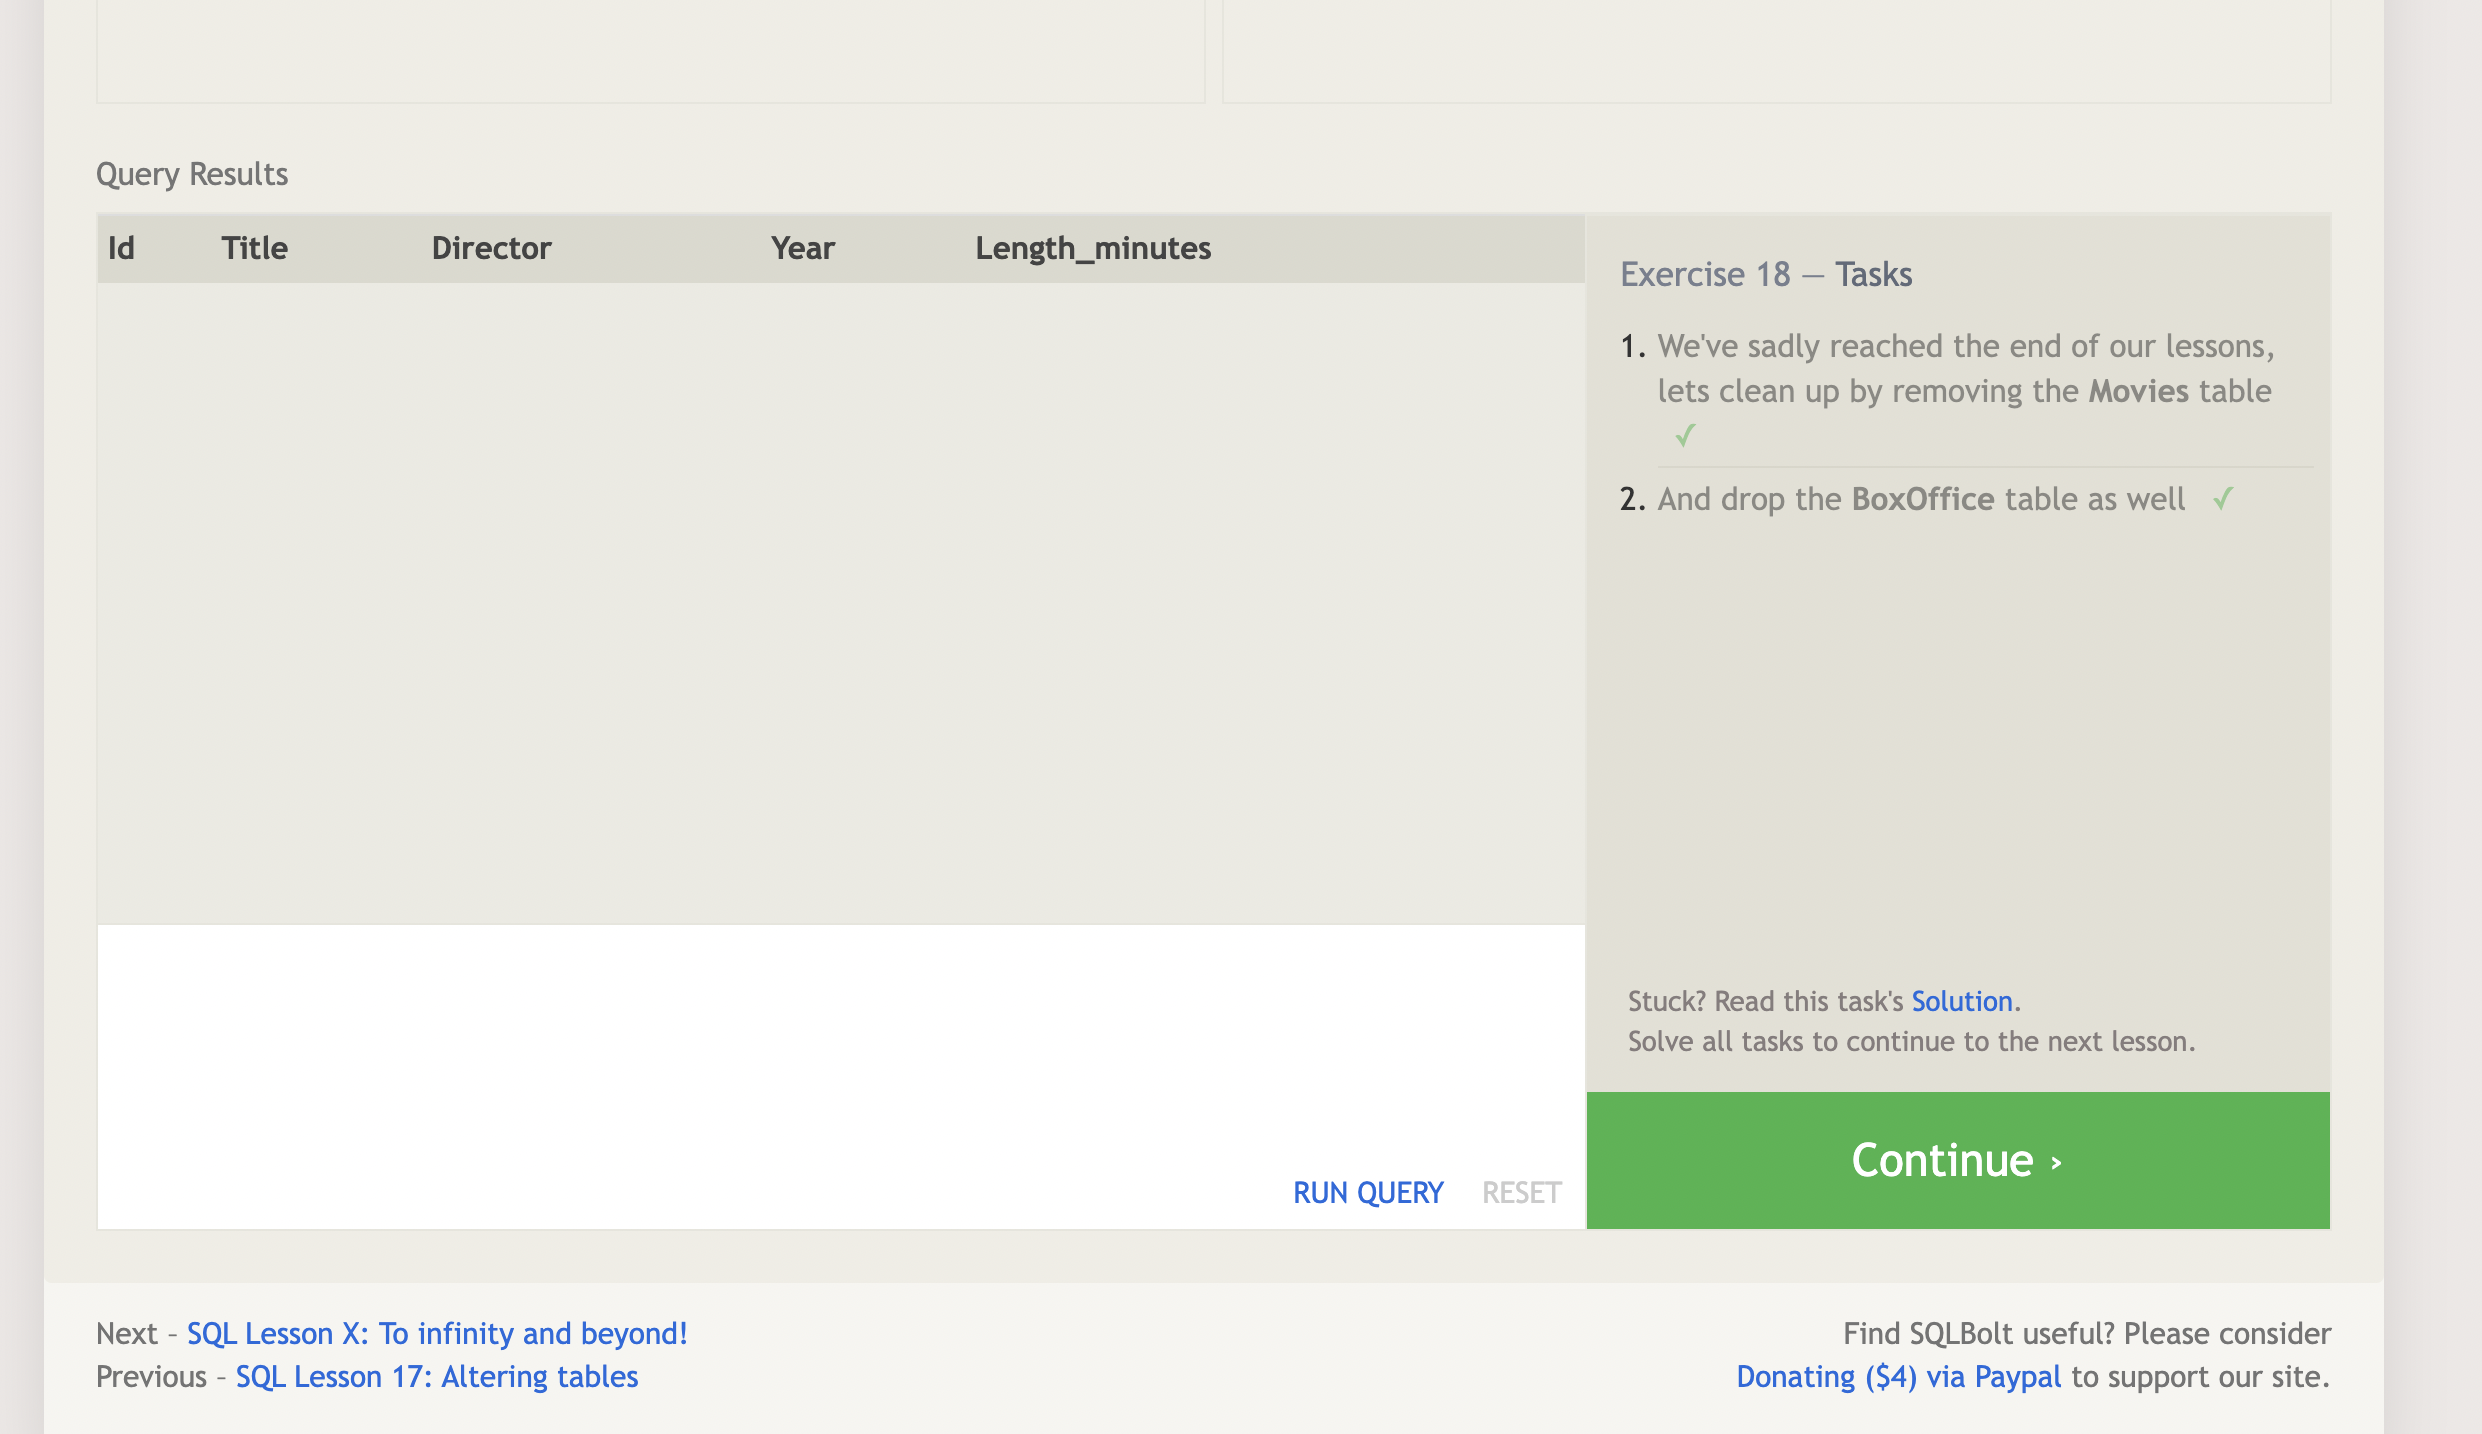 Query Results
Id Title Director Year Length_minutes
Exercise 18 — Tasks
1. We've sadly reached the end of our lessons,
lets clean up by removing the Movies table
✓
2. And drop the BoxOffice table as well ✓
Stuck? Read this task's Solution.
Solve all tasks to continue to the next lesson.
RUN QUERY RESET
Continue ›
Next – SQL Lesson X: To infinity and beyond!
Previous – SQL Lesson 17: Altering tables
Find SQLBolt useful? Please consider
Donating ($4) via Paypal to support our site.